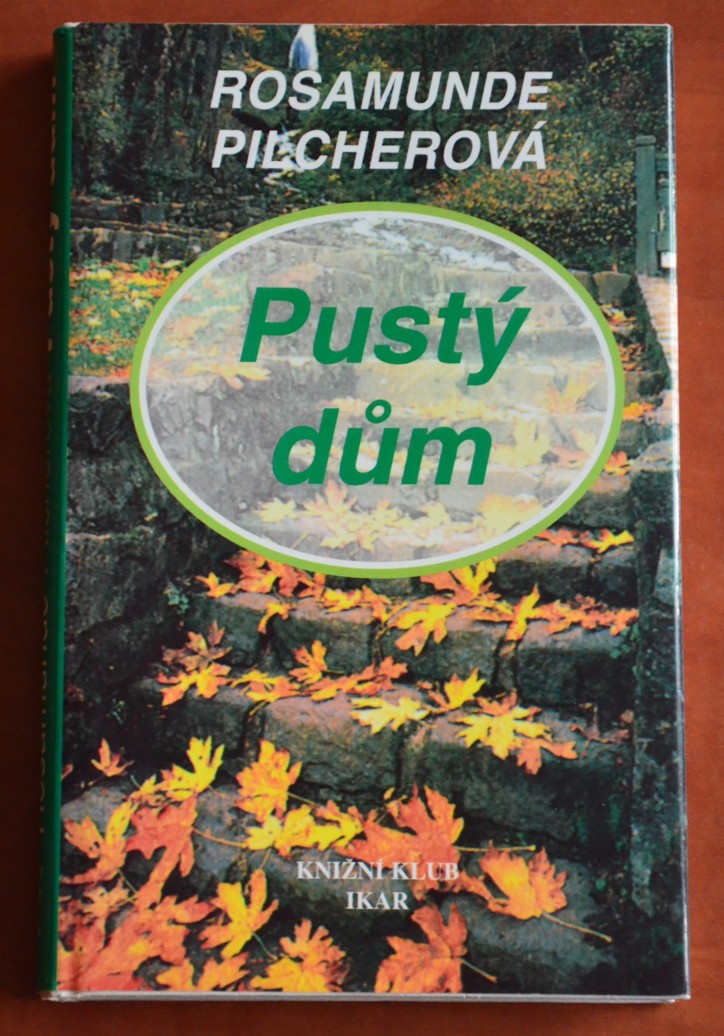 ROSAMUNDE
PILCHEROVÁ
Pustý
dům
KNIŽNÍ KLUB
IKAR